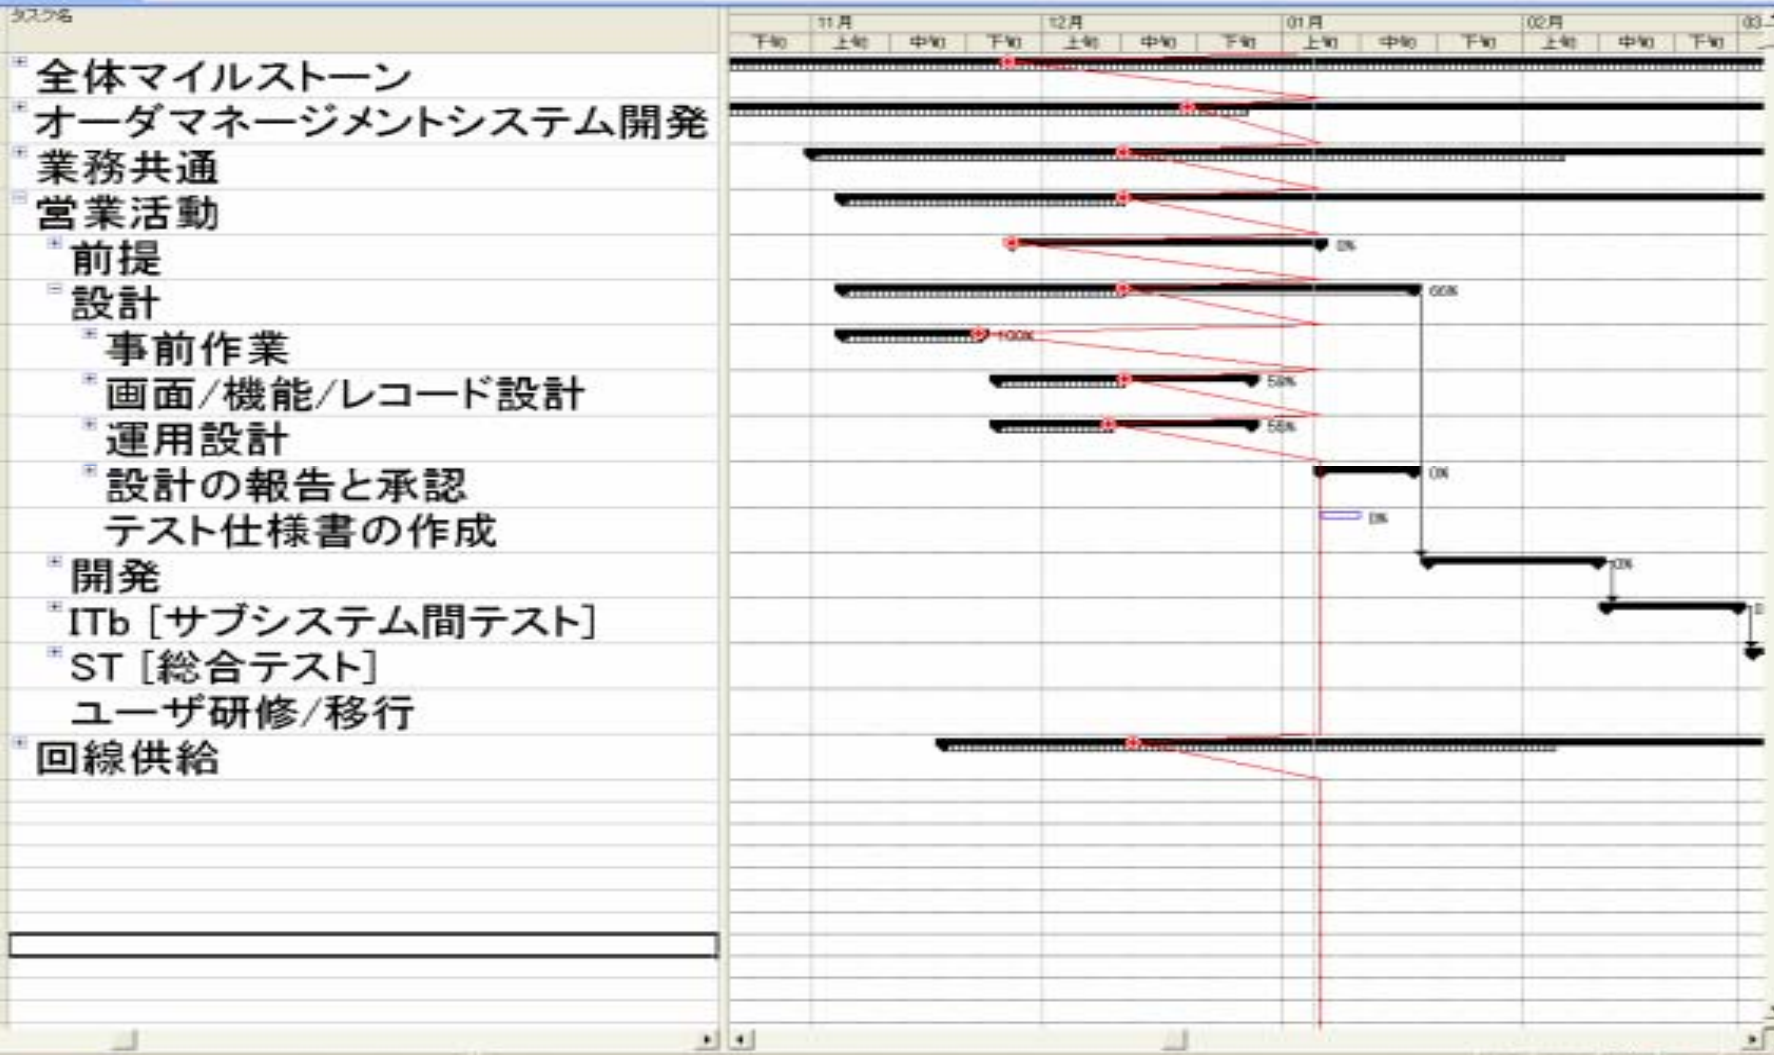 タスク名
11月 12月 01月 02月 03
下旬 上旬 中旬 下旬 上旬 中旬 下旬 上旬 中旬 下旬 上旬 中旬 下旬
全体マイルストーン
オーダマネージメントシステム開発
業務共通
営業活動
前提 0%
設計 66%
事前作業 100%
画面/機能/レコード設計
運用設計 55%
設計の報告と承認 0%
テスト仕様書の作成 0%
開発 0%
ITb [サブシステム間テスト]
ST [総合テスト]
ユーザ研修/移行
回線供給